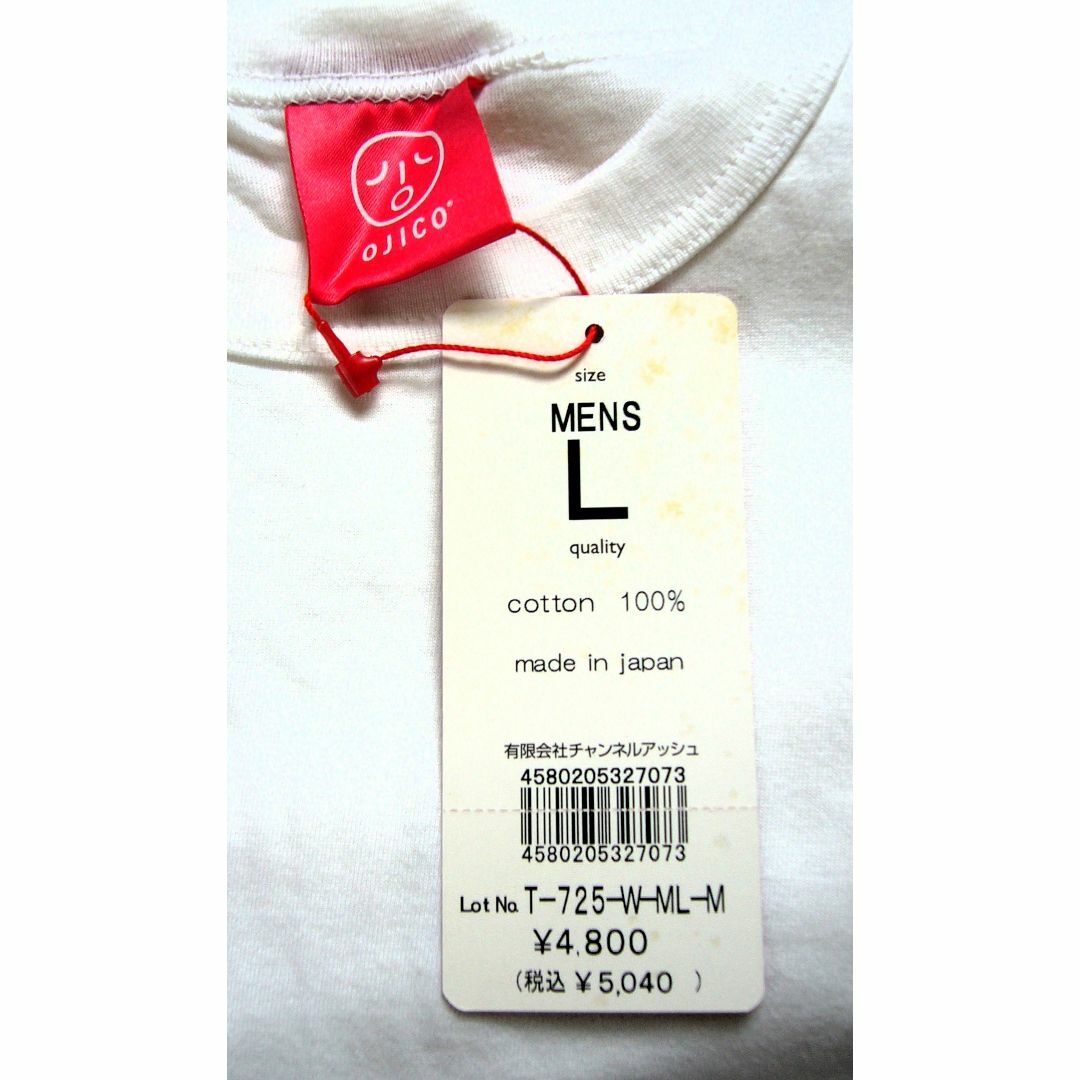 OJICO
size
MENS
L
quality
cotton 100%
made in japan
有限会社チャンネルアッシュ
4580205327073
4580205327073
Lot No. T-725-W-ML-M
¥4,800
(税込 ¥5,040 )